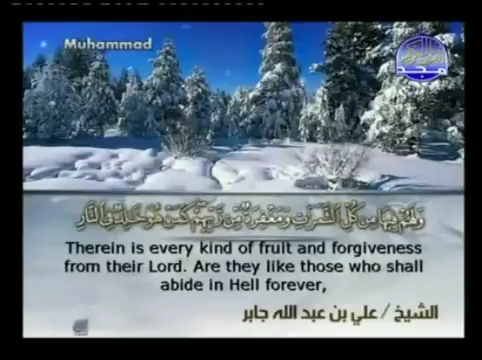 Muhammad
وَلَهُمْ فِيهَا مِن كُلِّ الثَّمَرَاتِ وَمَغْفِرَةٌ مِّن رَّبِّهِمْ كَمَنْ هُوَ خَالِدٌ فِي النَّارِ
Therein is every kind of fruit and forgiveness
from their Lord. Are they like those who shall
abide in Hell forever,
الشيخ / علي بن عبد الله جابر